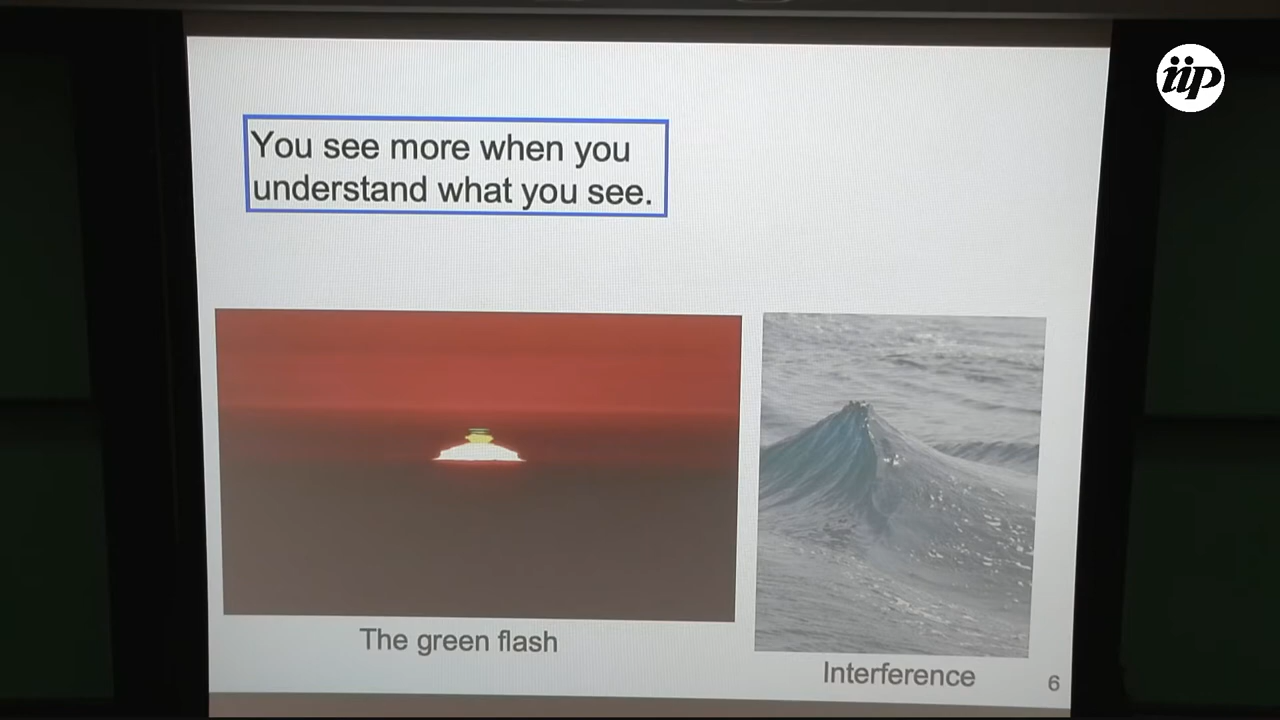 iip
You see more when you
understand what you see.
The green flash
Interference
6